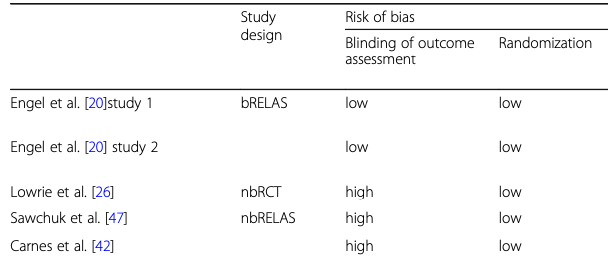 Study design Risk of bias
Blinding of outcome assessment Randomization
Engel et al. [20]study 1 bRELAS low low
Engel et al. [20] study 2 low low
Lowrie et al. [26] nbRCT high low
Sawchuk et al. [47] nbRELAS high low
Carnes et al. [42] high low